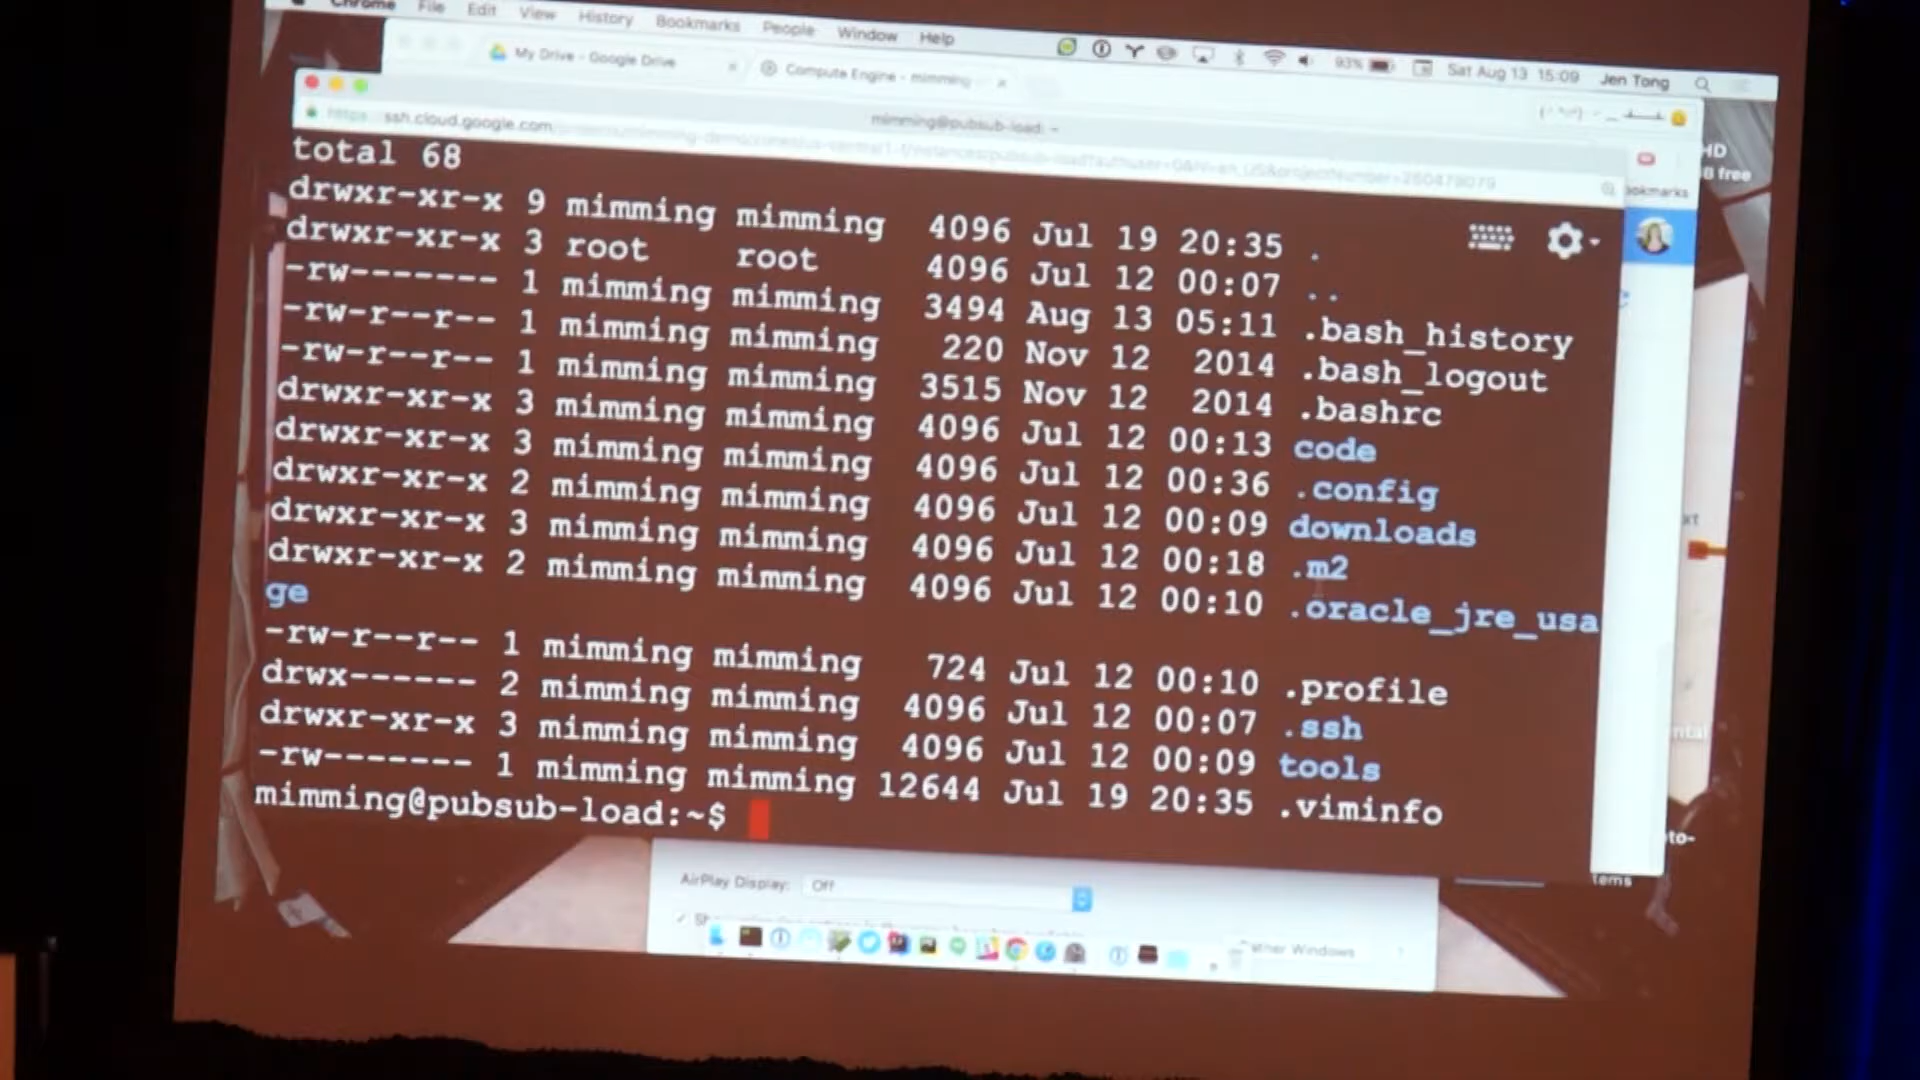 Chrome File Edit View History Bookmarks People Window Help 93% Sat Aug 13 15:09 Jen Tong
My Drive - Google Drive
Compute Engine - mimming
mimming@pubsub-load: ~
https://ssh.cloud.google.com
HD
free
ookmarks
total 68
drwxr-xr-x 9 mimming mimming 4096 Jul 19 20:35 .
drwxr-xr-x 3 root root 4096 Jul 12 00:07 ..
-rw------- 1 mimming mimming 3494 Aug 13 05:11 .bash_history
-rw-r--r-- 1 mimming mimming 220 Nov 12 2014 .bash_logout
-rw-r--r-- 1 mimming mimming 3515 Nov 12 2014 .bashrc
drwxr-xr-x 3 mimming mimming 4096 Jul 12 00:13 code
drwxr-xr-x 3 mimming mimming 4096 Jul 12 00:36 .config
drwxr-xr-x 2 mimming mimming 4096 Jul 12 00:09 downloads
drwxr-xr-x 3 mimming mimming 4096 Jul 12 00:18 .m2
drwxr-xr-x 2 mimming mimming 4096 Jul 12 00:10 .oracle_jre_usa
ge
-rw-r--r-- 1 mimming mimming 724 Jul 12 00:10 .profile
drwx------ 2 mimming mimming 4096 Jul 12 00:07 .ssh
drwxr-xr-x 3 mimming mimming 4096 Jul 12 00:09 tools
-rw------- 1 mimming mimming 12644 Jul 19 20:35 .viminfo
mimming@pubsub-load:~$
AirPlay Display: Off
Windows